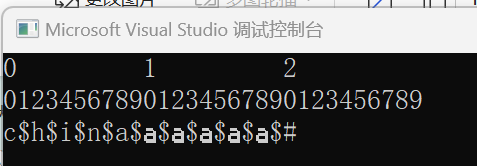 Microsoft Visual Studio 调试控制台
0         1         2
012345678901234567890123456789
c$h$i$n$a$a$a$a$a$a$#